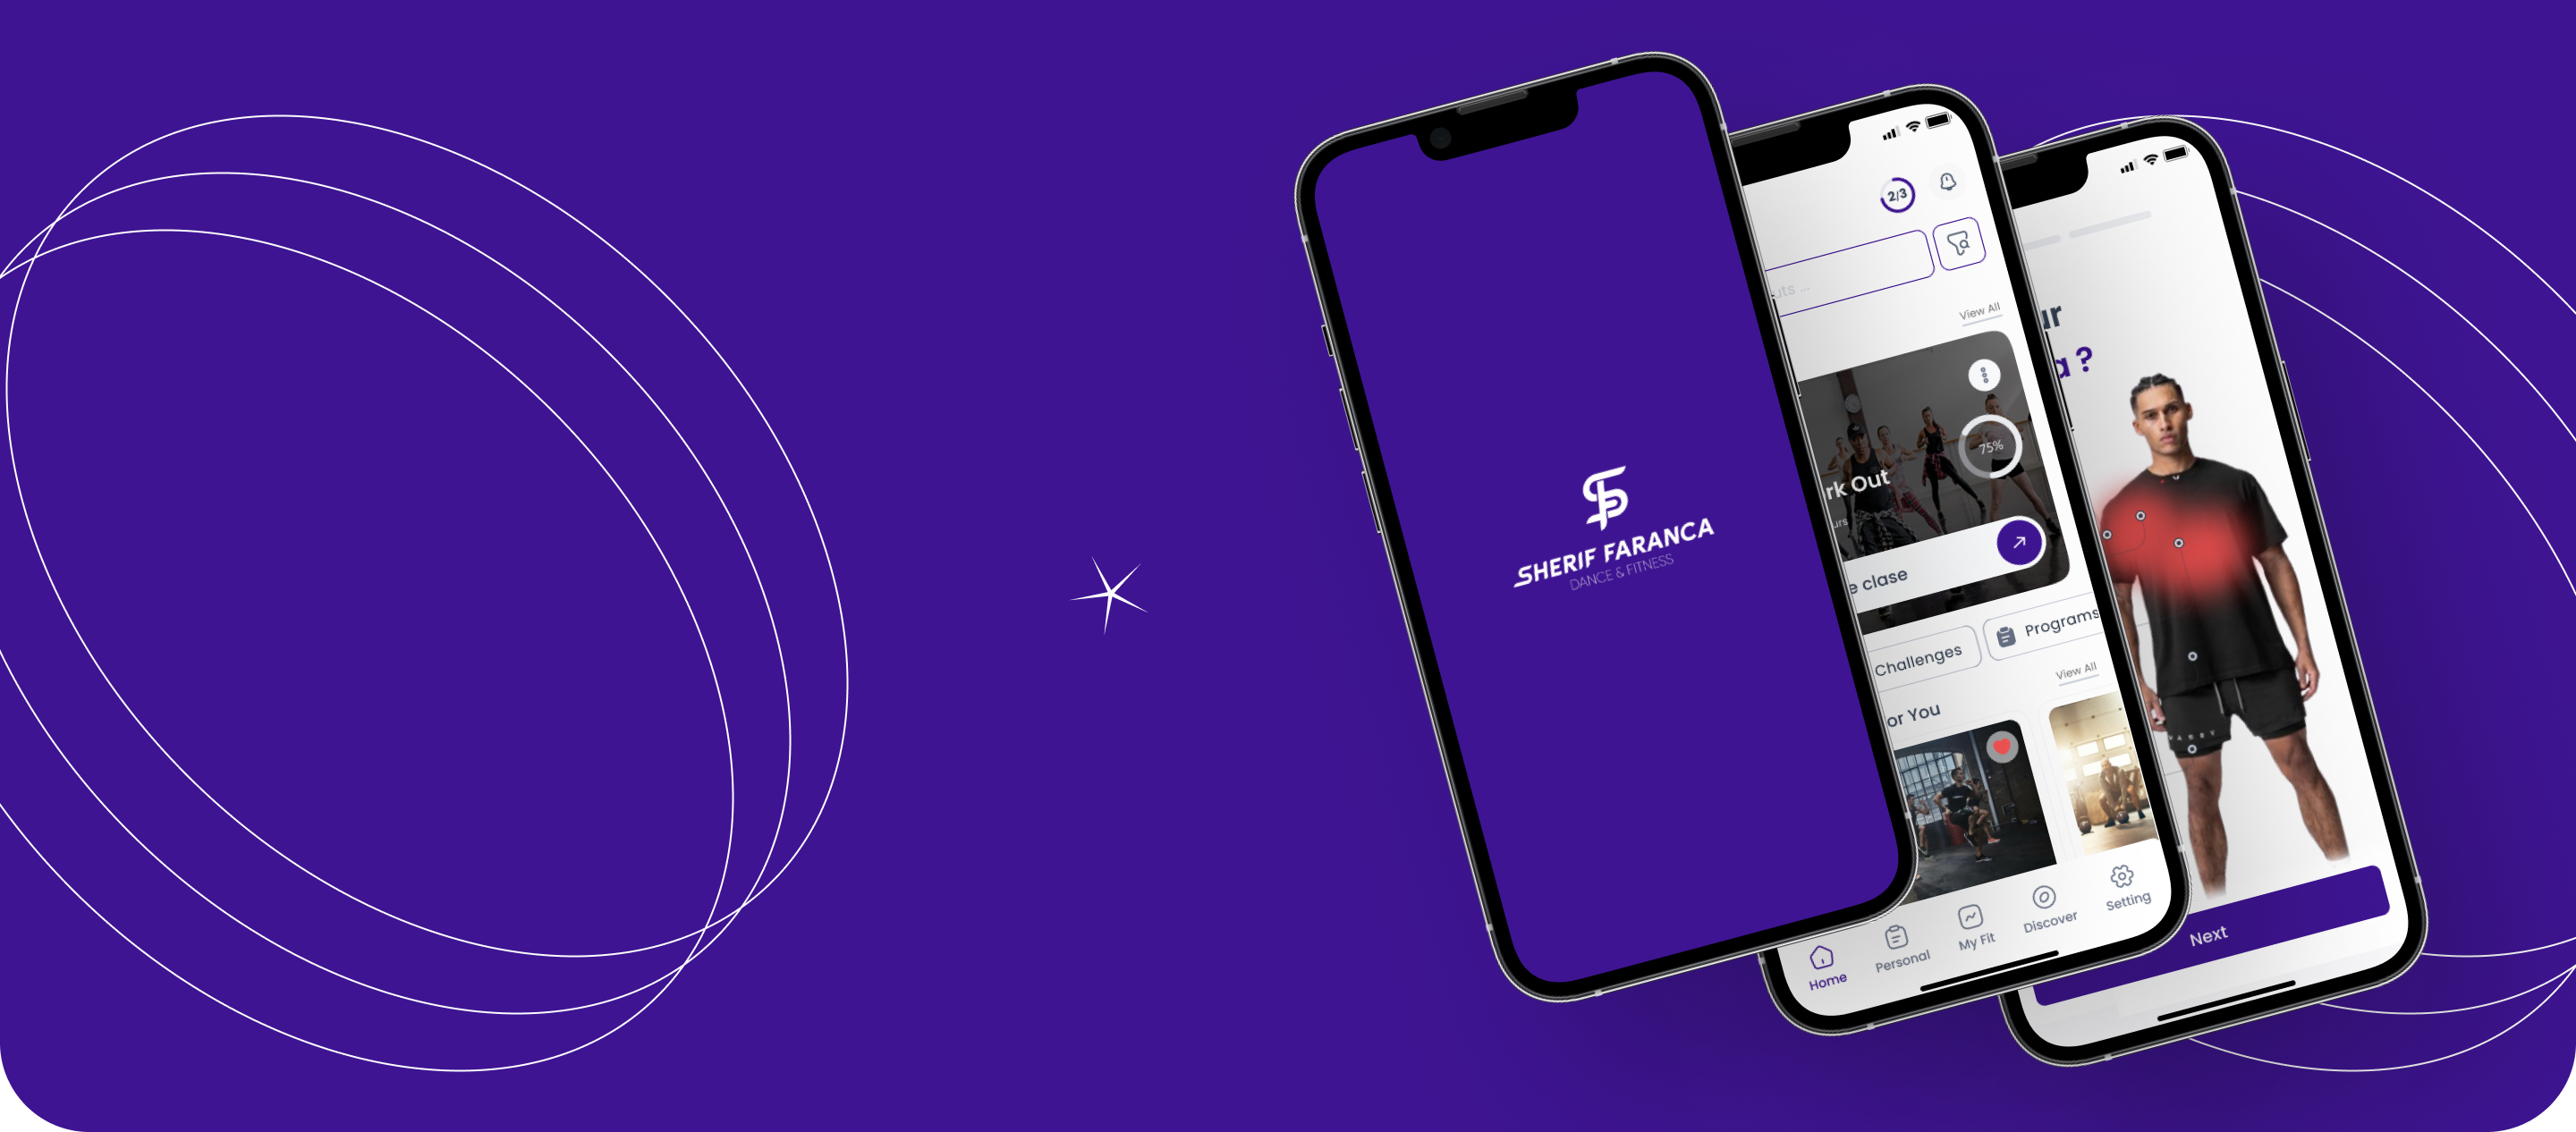 SHERIF FARANCA
DANCE & FITNESS
2/3
uts ...
View All
75%
rk Out
urs
e clase
Challenges
Programs
or You
View All
Home
Personal
My Fit
Discover
Setting
ur
a ?
Next